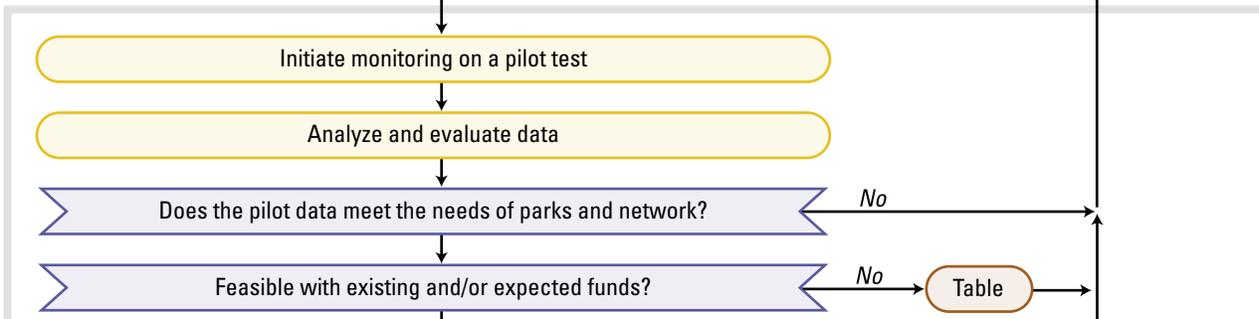 Initiate monitoring on a pilot test
Analyze and evaluate data
Does the pilot data meet the needs of parks and network?
No
Feasible with existing and/or expected funds?
No
Table